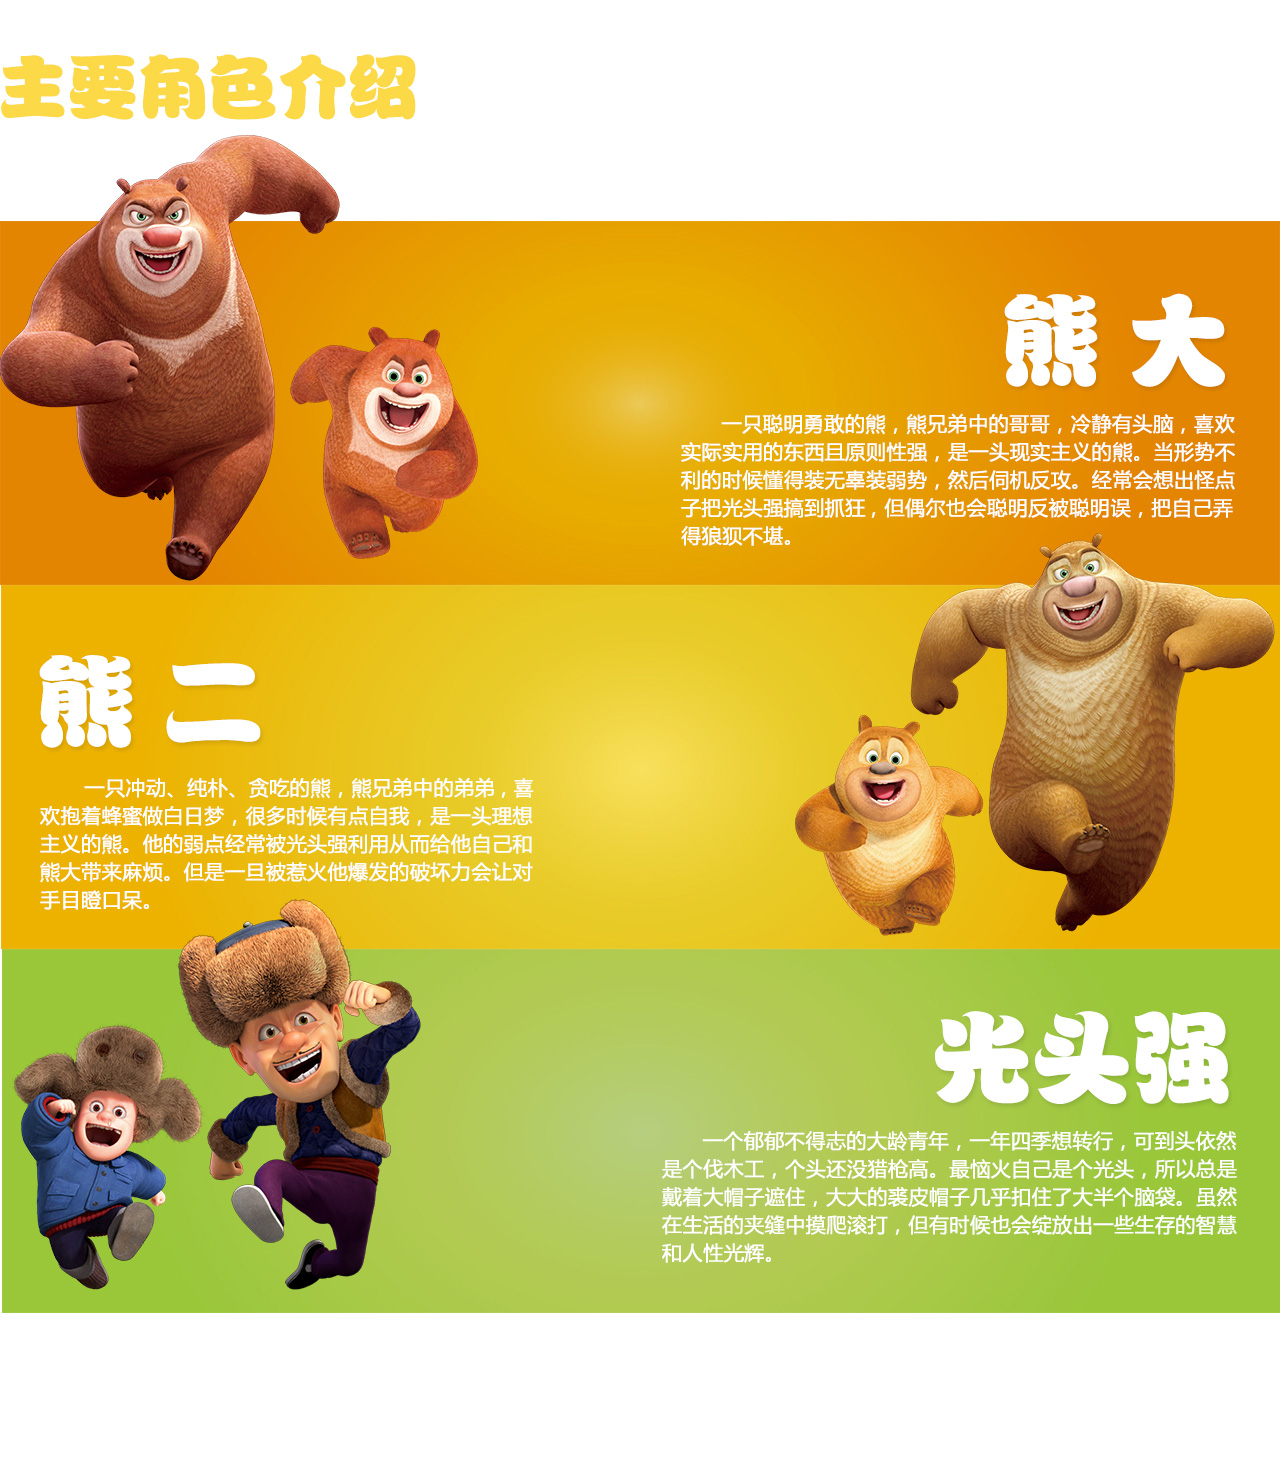 主要角色介绍
熊 大
一只聪明勇敢的熊，熊兄弟中的哥哥，冷静有头脑，喜欢
实际实用的东西且原则性强，是一头现实主义的熊。当形势不
利的时候懂得装无辜装弱势，然后伺机反攻。经常会想出怪点
子把光头强搞到抓狂，但偶尔也会聪明反被聪明误，把自己弄
得狼狈不堪。
熊 二
一只冲动、纯朴、贪吃的熊，熊兄弟中的弟弟，喜
欢抱着蜂蜜做白日梦，很多时候有点自我，是一头理想
主义的熊。他的弱点经常被光头强利用从而给他自己和
熊大带来麻烦。但是一旦被惹火他爆发的破坏力会让对
手目瞪口呆。
光头强
一个郁郁不得志的大龄青年，一年四季想转行，可到头依然
是个伐木工，个头还没猎枪高。最恼火自己是个光头，所以总是
戴着大帽子遮住，大大的裘皮帽子几乎扣住了大半个脑袋。虽然
在生活的夹缝中摸爬滚打，但有时候也会绽放出一些生存的智慧
和人性光辉。